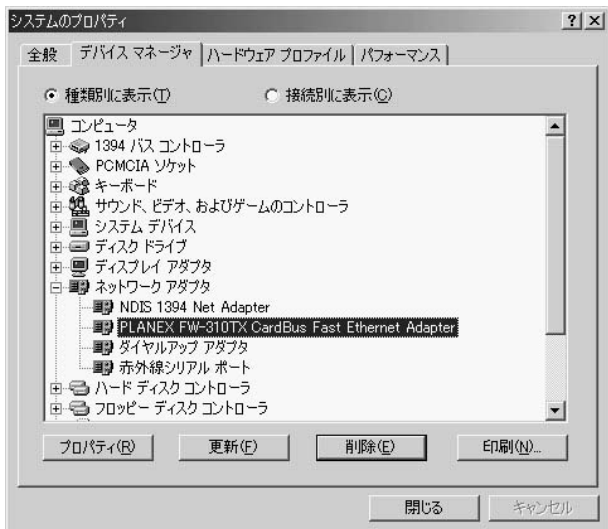 システムのプロパティ
全般 デバイス マネージャ ハードウェア プロファイル パフォーマンス
種類別に表示(T) 接続別に表示(C)
コンピュータ
1394 バス コントローラ
PCMCIA ソケット
キーボード
サウンド、ビデオ、およびゲームのコントローラ
システム デバイス
ディスク ドライブ
ディスプレイ アダプタ
ネットワーク アダプタ
NDIS 1394 Net Adapter
PLANEX FW-310TX CardBus Fast Ethernet Adapter
ダイヤルアップ アダプタ
赤外線シリアル ポート
ハード ディスク コントローラ
フロッピー ディスク コントローラ
プロパティ(R) 更新(F) 削除(E) 印刷(N)...
閉じる キャンセル